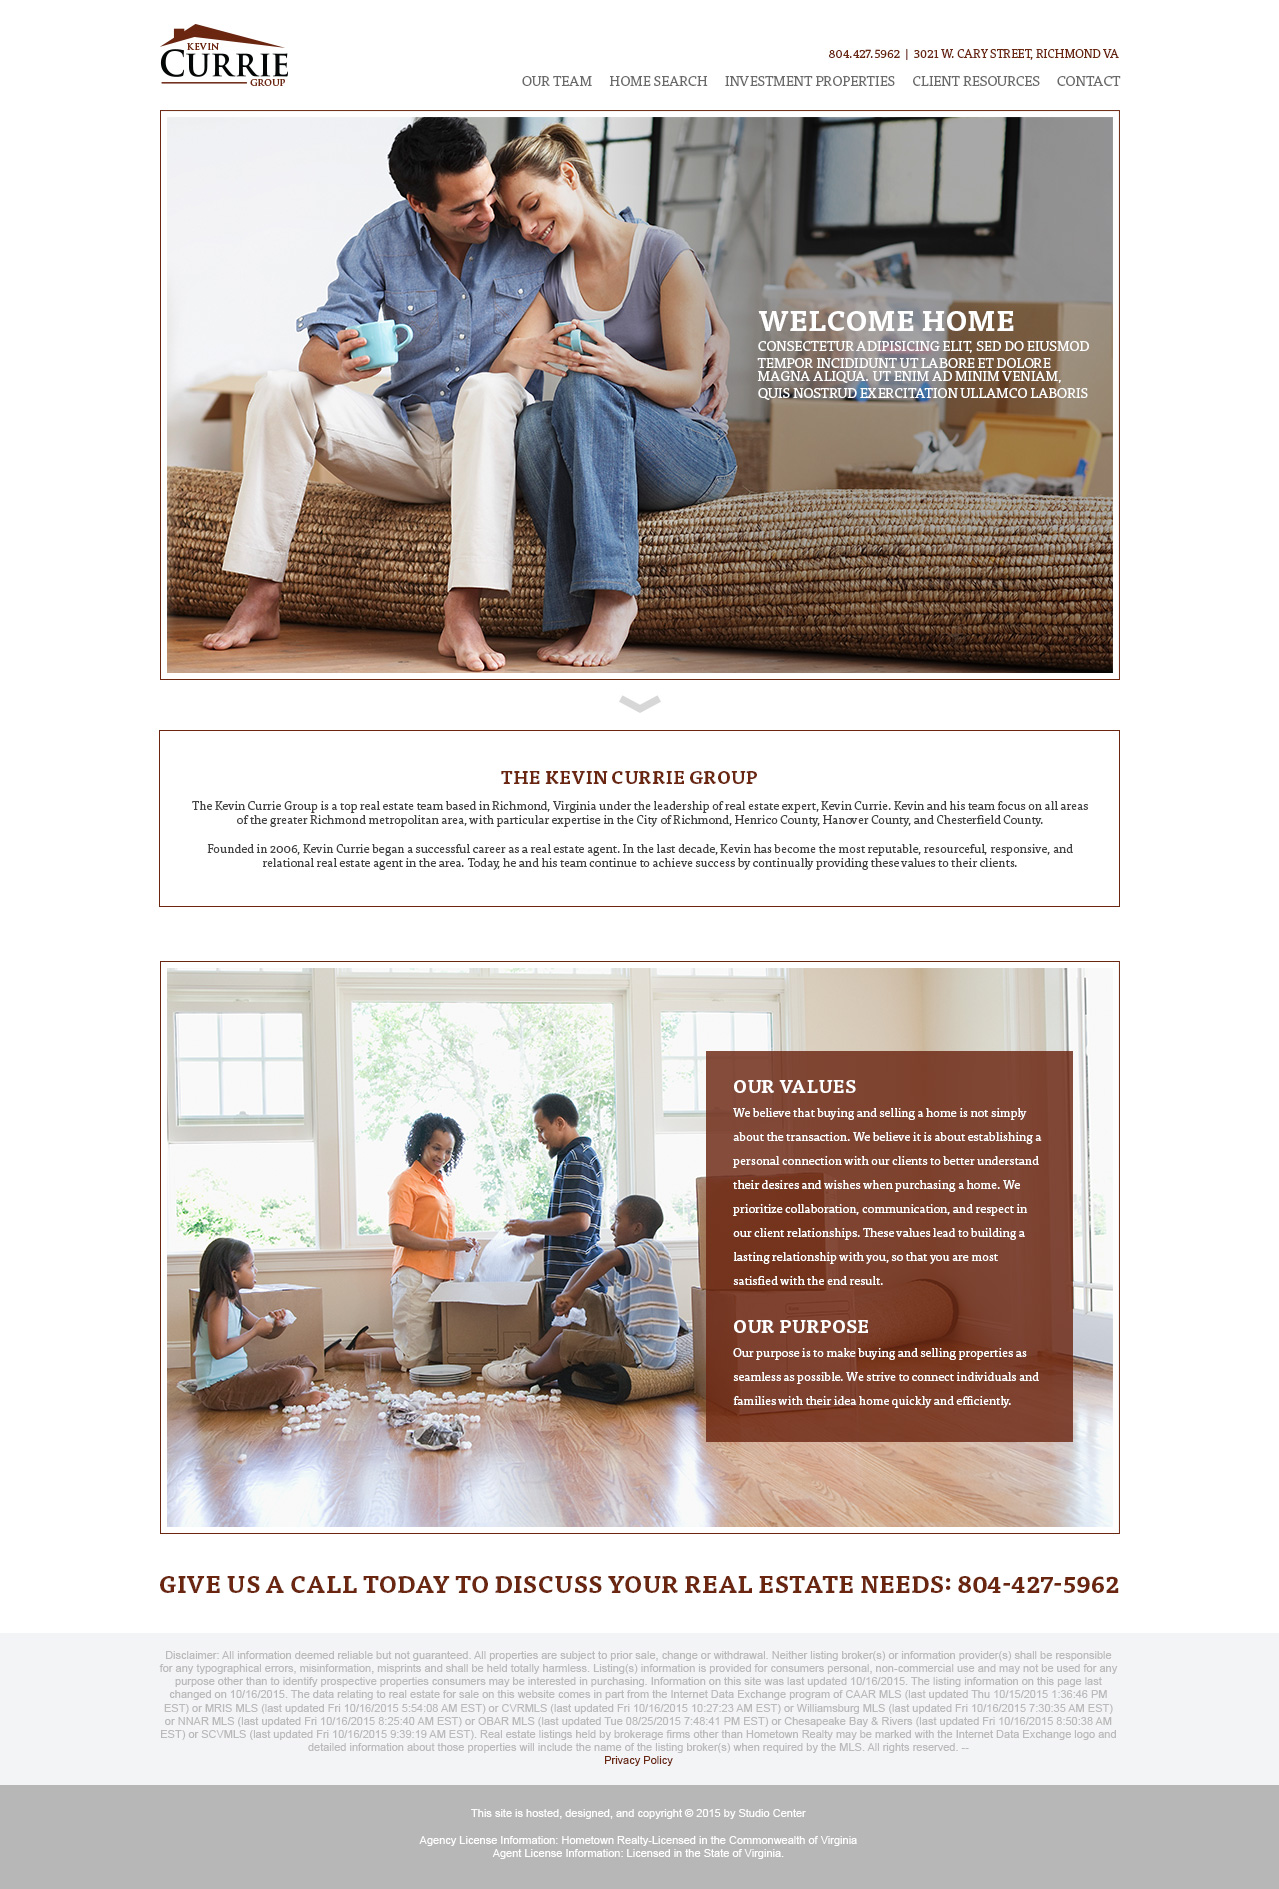 KEVIN
CURRIE
GROUP
804.427.5962 | 3021 W. CARY STREET, RICHMOND VA
OUR TEAM HOME SEARCH INVESTMENT PROPERTIES CLIENT RESOURCES CONTACT
WELCOME HOME
CONSECTETUR ADIPISICING ELIT, SED DO EIUSMOD
TEMPOR INCIDIDUNT UT LABORE ET DOLORE
MAGNA ALIQUA. UT ENIM AD MINIM VENIAM,
QUIS NOSTRUD EXERCITATION ULLAMCO LABORIS
THE KEVIN CURRIE GROUP
The Kevin Currie Group is a top real estate team based in Richmond, Virginia under the leadership of real estate expert, Kevin Currie. Kevin and his team focus on all areas
of the greater Richmond metropolitan area, with particular expertise in the City of Richmond, Henrico County, Hanover County, and Chesterfield County.
Founded in 2006, Kevin Currie began a successful career as a real estate agent. In the last decade, Kevin has become the most reputable, resourceful, responsive, and
relational real estate agent in the area. Today, he and his team continue to achieve success by continually providing these values to their clients.
OUR VALUES
We believe that buying and selling a home is not simply
about the transaction. We believe it is about establishing a
personal connection with our clients to better understand
their desires and wishes when purchasing a home. We
prioritize collaboration, communication, and respect in
our client relationships. These values lead to building a
lasting relationship with you, so that you are most
satisfied with the end result.
OUR PURPOSE
Our purpose is to make buying and selling properties as
seamless as possible. We strive to connect individuals and
families with their idea home quickly and efficiently.
GIVE US A CALL TODAY TO DISCUSS YOUR REAL ESTATE NEEDS: 804-427-5962
Disclaimer: All information deemed reliable but not guaranteed. All properties are subject to prior sale, change or withdrawal. Neither listing broker(s) or information provider(s) shall be responsible
for any typographical errors, misinformation, misprints and shall be held totally harmless. Listing(s) information is provided for consumers personal, non-commercial use and may not be used for any
purpose other than to identify prospective properties consumers may be interested in purchasing. Information on this site was last updated 10/16/2015. The listing information on this page last
changed on 10/16/2015. The data relating to real estate for sale on this website comes in part from the Internet Data Exchange program of CAAR MLS (last updated Thu 10/15/2015 1:36:46 PM
EST) or MRIS MLS (last updated Fri 10/16/2015 5:54:08 AM EST) or CVRMLS (last updated Fri 10/16/2015 10:27:23 AM EST) or Williamsburg MLS (last updated Fri 10/16/2015 7:30:35 AM EST)
or NNAR MLS (last updated Fri 10/16/2015 8:25:40 AM EST) or OBAR MLS (last updated Tue 08/25/2015 7:48:41 PM EST) or Chesapeake Bay & Rivers (last updated Fri 10/16/2015 8:50:38 AM
EST) or SCVMLS (last updated Fri 10/16/2015 9:39:19 AM EST). Real estate listings held by brokerage firms other than Hometown Realty may be marked with the Internet Data Exchange logo and
detailed information about those properties will include the name of the listing broker(s) when required by the MLS. All rights reserved. --
Privacy Policy
This site is hosted, designed, and copyright © 2015 by Studio Center
Agency License Information: Hometown Realty-Licensed in the Commonwealth of Virginia
Agent License Information: Licensed in the State of Virginia.